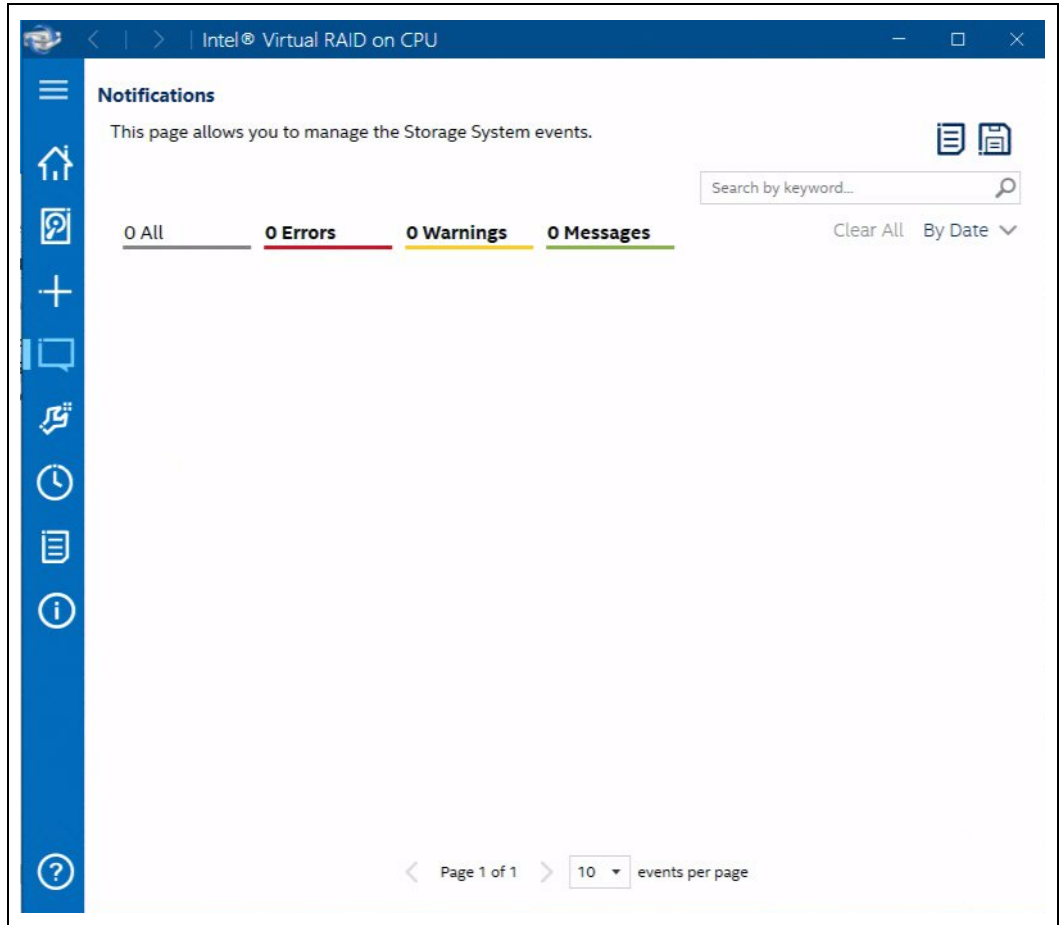 Intel® Virtual RAID on CPU
Notifications
This page allows you to manage the Storage System events.
Search by keyword...
0 All 0 Errors 0 Warnings 0 Messages Clear All By Date
Page 1 of 1 10 events per page